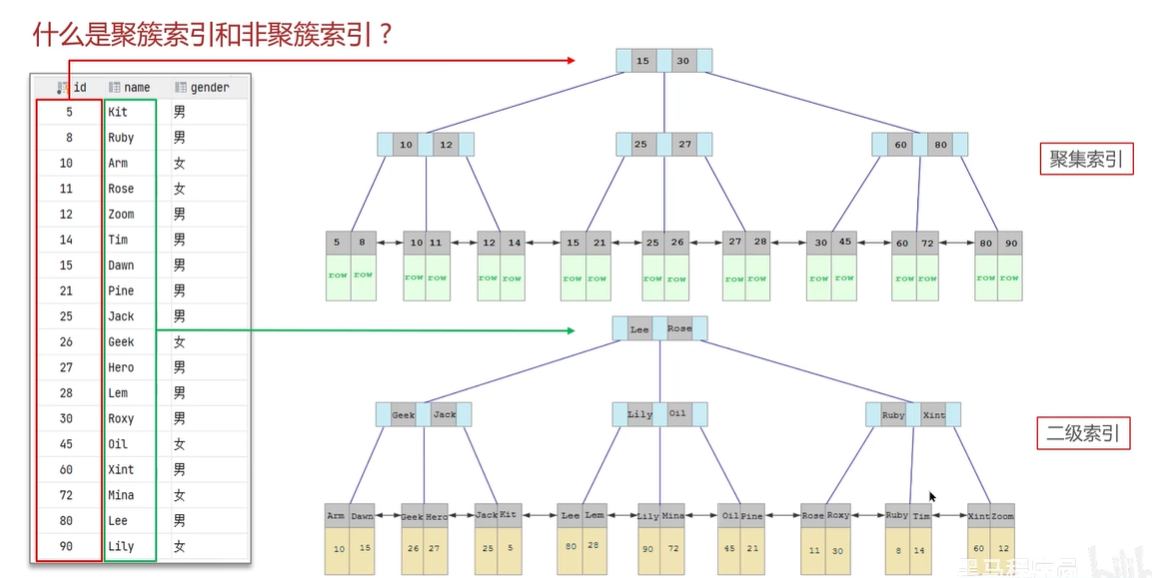 什么是聚簇索引和非聚簇索引？
id name gender
5 Kit 男
8 Ruby 男
10 Arm 女
11 Rose 女
12 Zoom 男
14 Tim 男
15 Dawn 男
21 Pine 男
25 Jack 男
26 Geek 女
27 Hero 男
28 Lem 男
30 Roxy 男
45 Oil 女
60 Xint 男
72 Mina 女
80 Lee 男
90 Lily 女
15 30
10 12 25 27 60 80
聚集索引
5 8 10 11 12 14 15 21 25 26 27 28 30 45 60 72 80 90
row row row row row row row row row row row row row row row row row row
Lee Rose
Geek Jack Lily Oil Ruby Xint
二级索引
Arm Dawn Geek Hero Jack Kit Lee Lem Lily Mina Oil Pine Rose Roxy Ruby Tim Xint Zoom
10 15 26 27 25 5 80 28 90 72 45 21 11 30 8 14 60 12